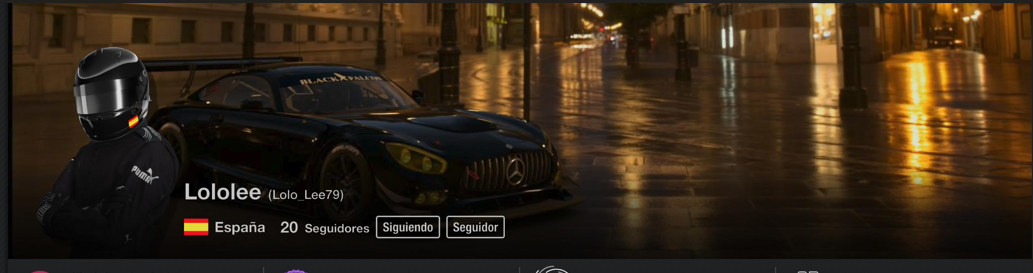 BLACK FALCON
PUMA
Lololee (Lolo_Lee79)
España 20 Seguidores Siguiendo Seguidor